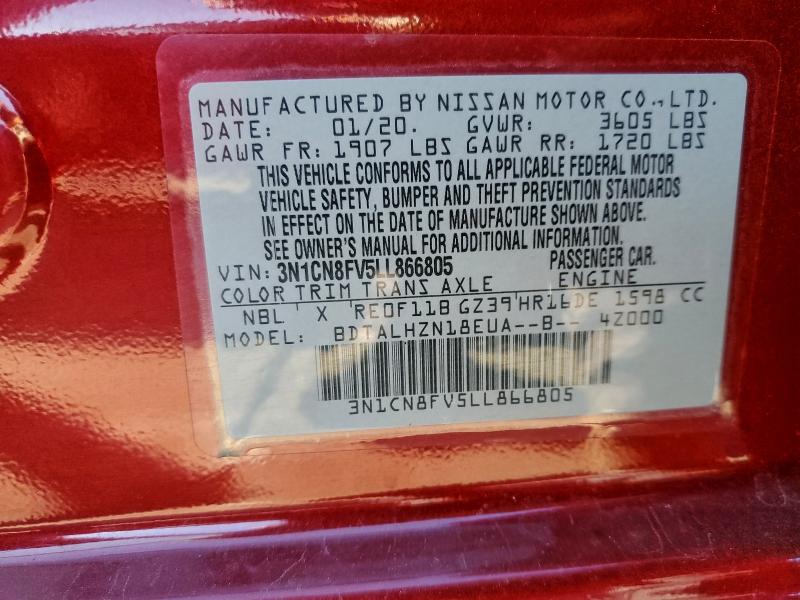 MANUFACTURED BY NISSAN MOTOR CO., LTD.
DATE: 01/20. GVWR: 3605 LBS
GAWR FR: 1907 LBS GAWR RR: 1720 LBS
THIS VEHICLE CONFORMS TO ALL APPLICABLE FEDERAL MOTOR
VEHICLE SAFETY, BUMPER AND THEFT PREVENTION STANDARDS
IN EFFECT ON THE DATE OF MANUFACTURE SHOWN ABOVE.
SEE OWNER'S MANUAL FOR ADDITIONAL INFORMATION.
VIN: 3N1CN8FV5LL866805 PASSENGER CAR.
COLOR TRIM TRANS AXLE ENGINE
NBL X RE0F11B GZ39 HR16DE 1598 CC
MODEL: BDTALHZN18EUA--B-- 4Z000
3N1CN8FV5LL866805